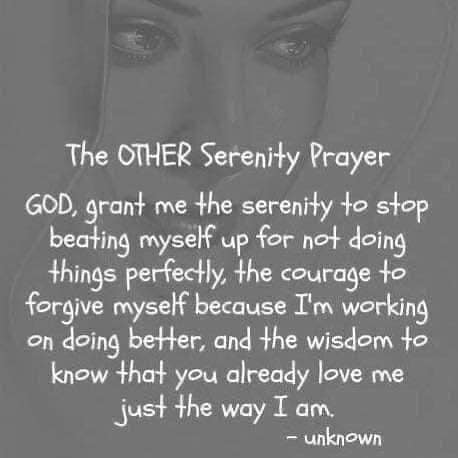 The OTHER Serenity Prayer
GOD, grant me the serenity to stop
beating myself up for not doing
things perfectly, the courage to
forgive myself because I'm working
on doing better, and the wisdom to
know that you already love me
just the way I am.
- unknown